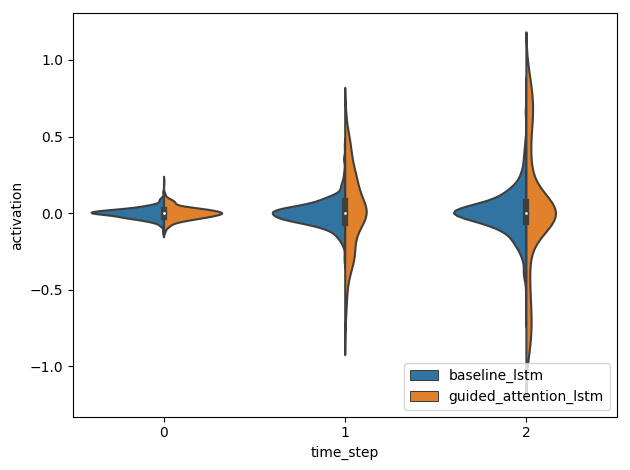 1.0
0.5
0.0
−0.5
−1.0
activation
0
1
2
time_step
baseline_lstm
guided_attention_lstm